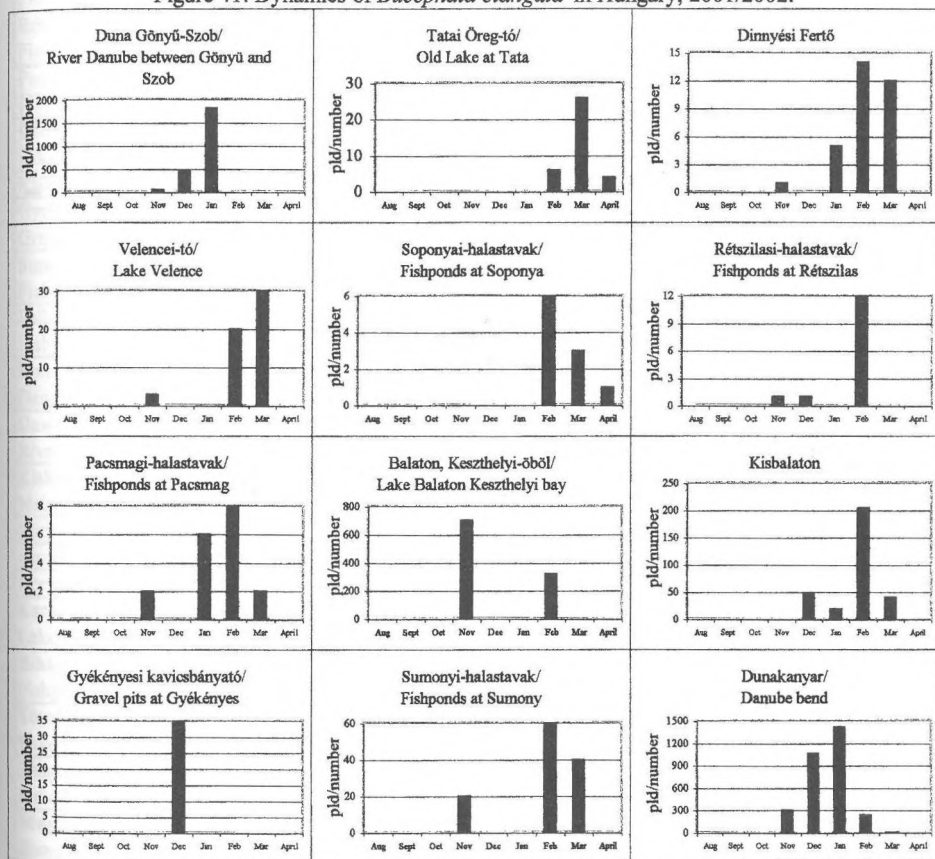 Dynamics of Bucephala clangula in Hungary, 2001/2002.
Duna Gönyű-Szob/
River Danube between Gönyü and
Szob
pld/number
2000
1500
1000
500
0
Aug Sept Oct Nov Dec Jan Feb Mar April
Tatai Öreg-tó/
Old Lake at Tata
pld/number
30
20
10
0
Aug Sept Oct Nov Dec Jan Feb Mar April
Dinnyési Fertő
pld/number
15
12
9
6
3
0
Aug Sept Oct Nov Dec Jan Feb Mar April
Velencei-tó/
Lake Velence
pld/number
30
20
10
0
Aug Sept Oct Nov Dec Jan Feb Mar April
Soponyai-halastavak/
Fishponds at Soponya
pld/number
6
4
2
0
Aug Sept Oct Nov Dec Jan Feb Mar April
Rétszilasi-halastavak/
Fishponds at Rétszilas
pld/number
12
9
6
3
0
Aug Sept Oct Nov Dec Jan Feb Mar April
Pacsmagi-halastavak/
Fishponds at Pacsmag
pld/number
8
6
4
2
0
Aug Sept Oct Nov Dec Jan Feb Mar April
Balaton, Keszthelyi-öböl/
Lake Balaton Keszthelyi bay
pld/number
800
600
400
200
0
Aug Sept Oct Nov Dec Jan Feb Mar April
Kisbalaton
pld/number
250
200
150
100
50
0
Aug Sept Oct Nov Dec Jan Feb Mar April
Gyékényesi kavicsbányató/
Gravel pits at Gyékényes
pld/number
35
30
25
20
15
10
5
0
Aug Sept Oct Nov Dec Jan Feb Mar April
Sumonyi-halastavak/
Fishponds at Sumony
pld/number
60
40
20
0
Aug Sept Oct Nov Dec Jan Feb Mar April
Dunakanyar/
Danube bend
pld/number
1500
1200
900
600
300
0
Aug Sept Oct Nov Dec Jan Feb Mar April